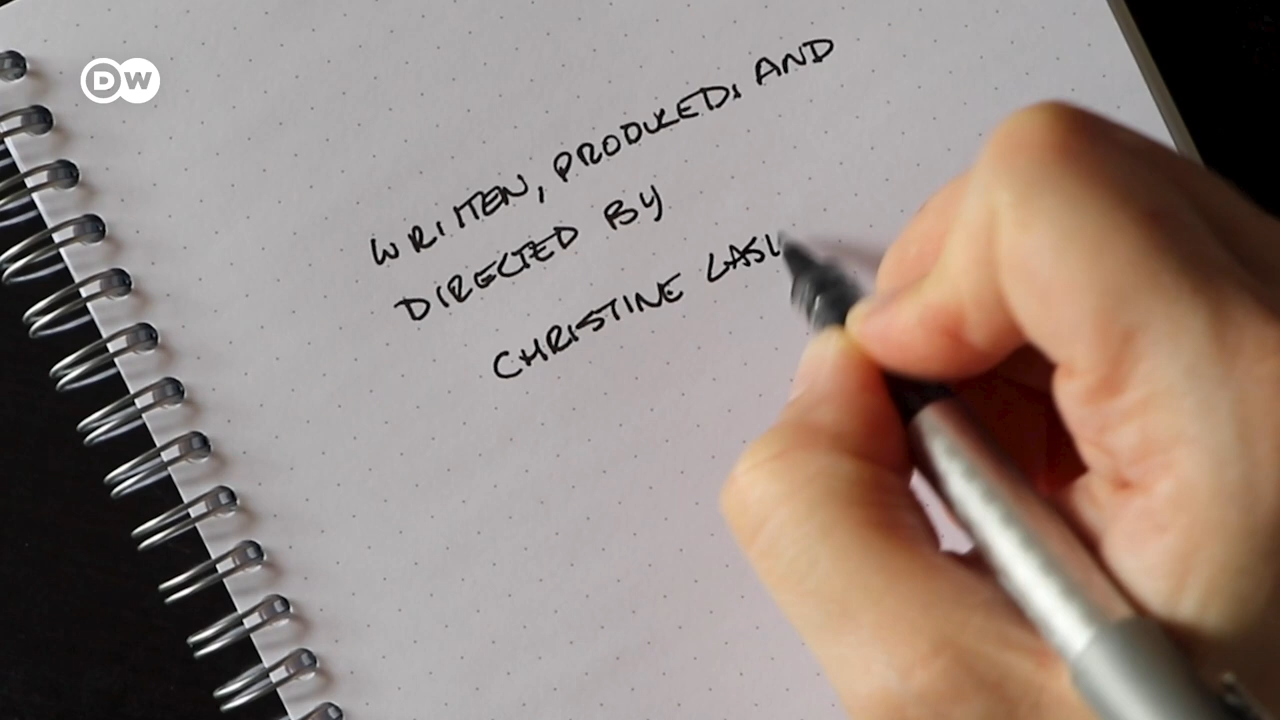 DW
WRITTEN, PRODUCED, AND
DIRECTED BY
CHRISTINE